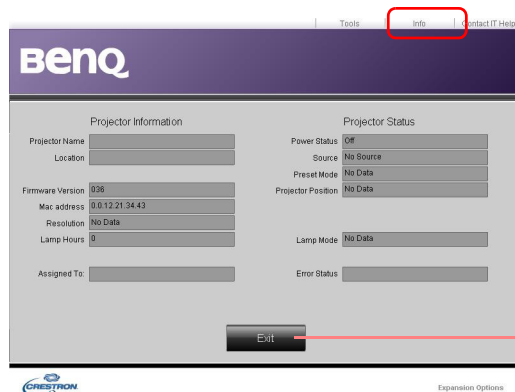 Tools Info Contact IT Help
BenQ
Projector Information
Projector Name
Location
Firmware Version 036
Mac address 0.0.12.21.34.43
Resolution No Data
Lamp Hours 0
Assigned To:
Projector Status
Power Status Off
Source No Source
Preset Mode No Data
Projector Position No Data
Lamp Mode No Data
Error Status
Exit
CRESTRON
Expansion Options